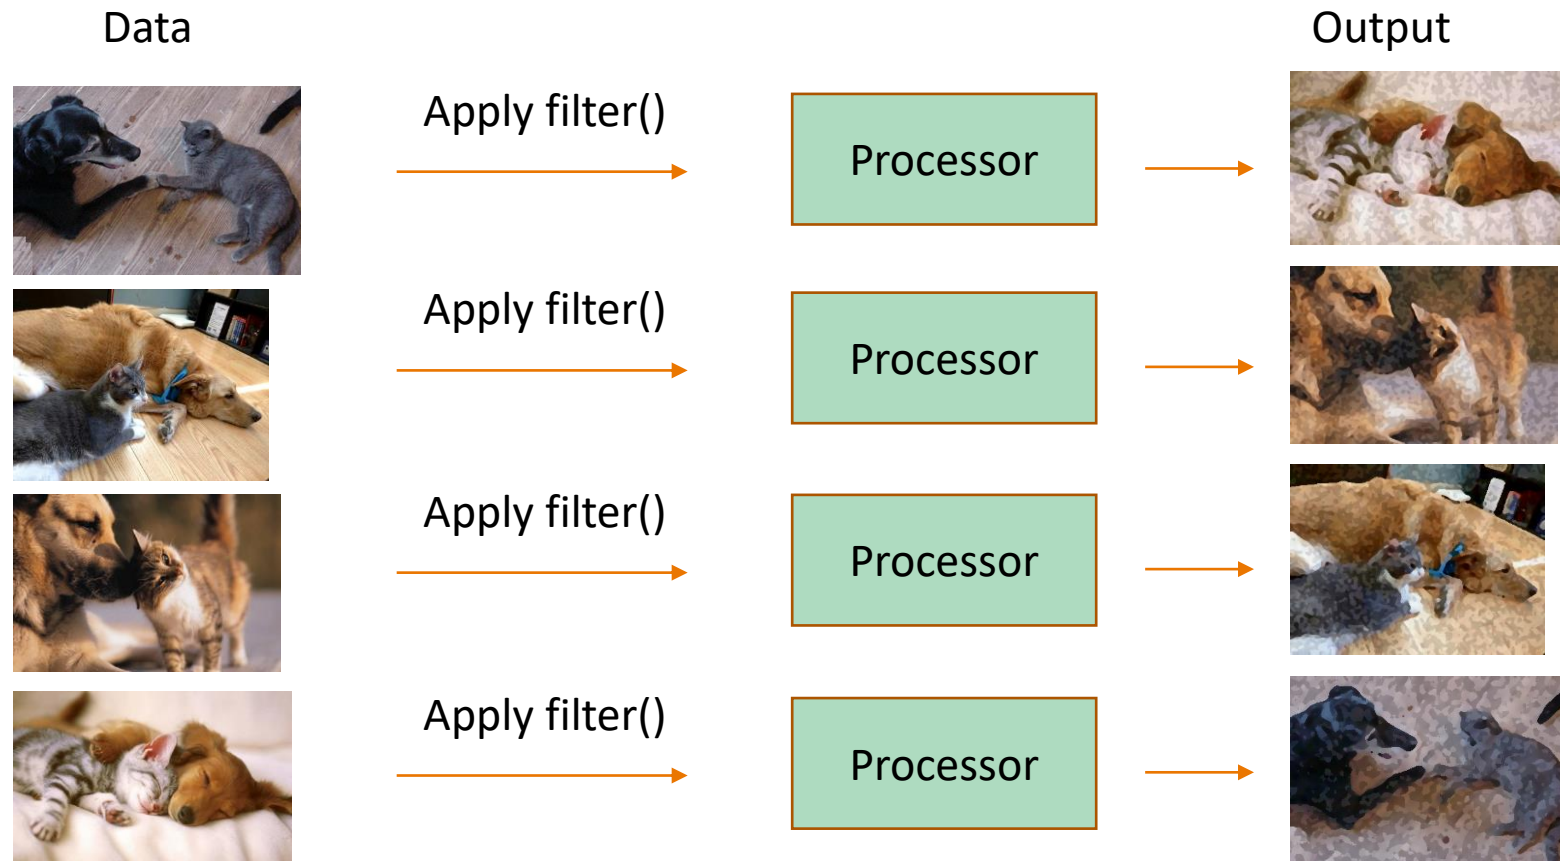 Data
Output
Apply filter()
Processor
Apply filter()
Processor
Apply filter()
Processor
Apply filter()
Processor